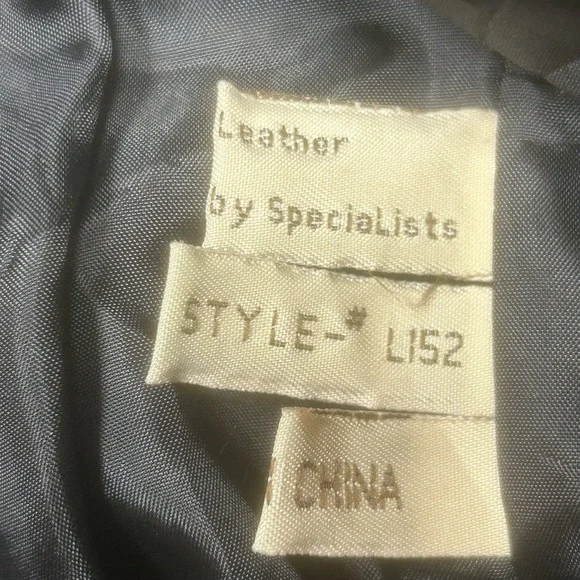 Leather
by SpeciaLists
STYLE-# L152
CHINA